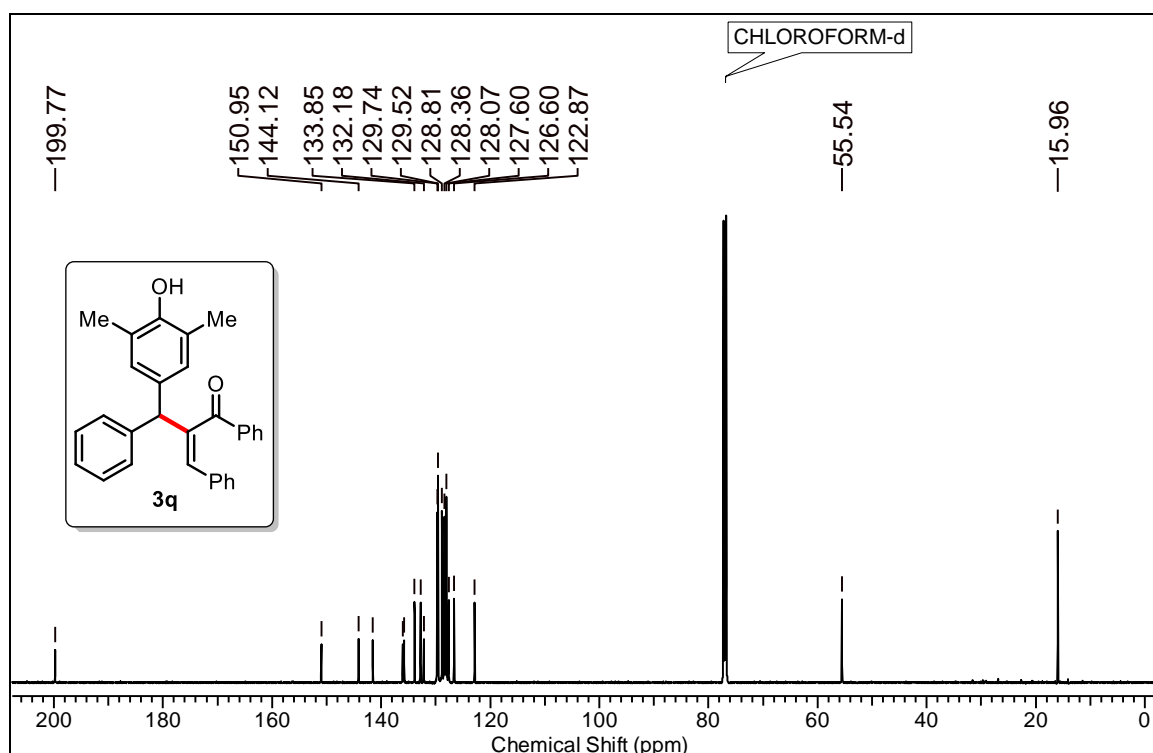 CHLOROFORM-d
199.77
150.95
144.12
133.85
132.18
129.74
129.52
128.81
128.36
128.07
127.60
126.60
122.87
55.54
15.96
OH
Me Me
O
Ph
Ph
3q
200 180 160 140 120 100 80 60 40 20 0
Chemical Shift (ppm)